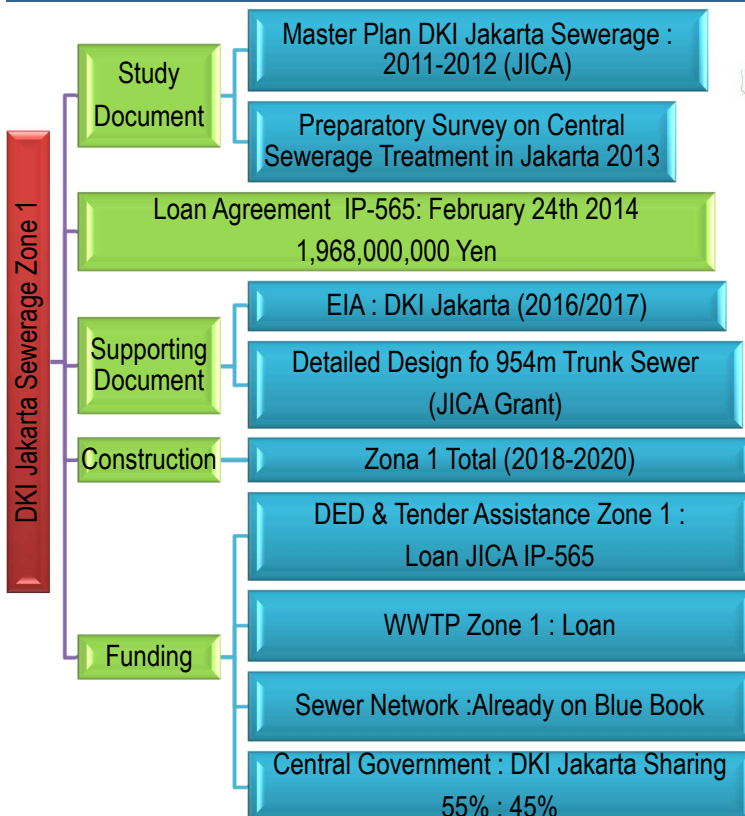 DKI Jakarta Sewerage Zone 1
Study
Document
Master Plan DKI Jakarta Sewerage :
2011-2012 (JICA)
Preparatory Survey on Central
Sewerage Treatment in Jakarta 2013
Loan Agreement IP-565: February 24th 2014
1,968,000,000 Yen
Supporting
Document
EIA : DKI Jakarta (2016/2017)
Detailed Design fo 954m Trunk Sewer
(JICA Grant)
Construction
Zona 1 Total (2018-2020)
Funding
DED & Tender Assistance Zone 1 :
Loan JICA IP-565
WWTP Zone 1 : Loan
Sewer Network :Already on Blue Book
Central Government : DKI Jakarta Sharing
55% : 45%